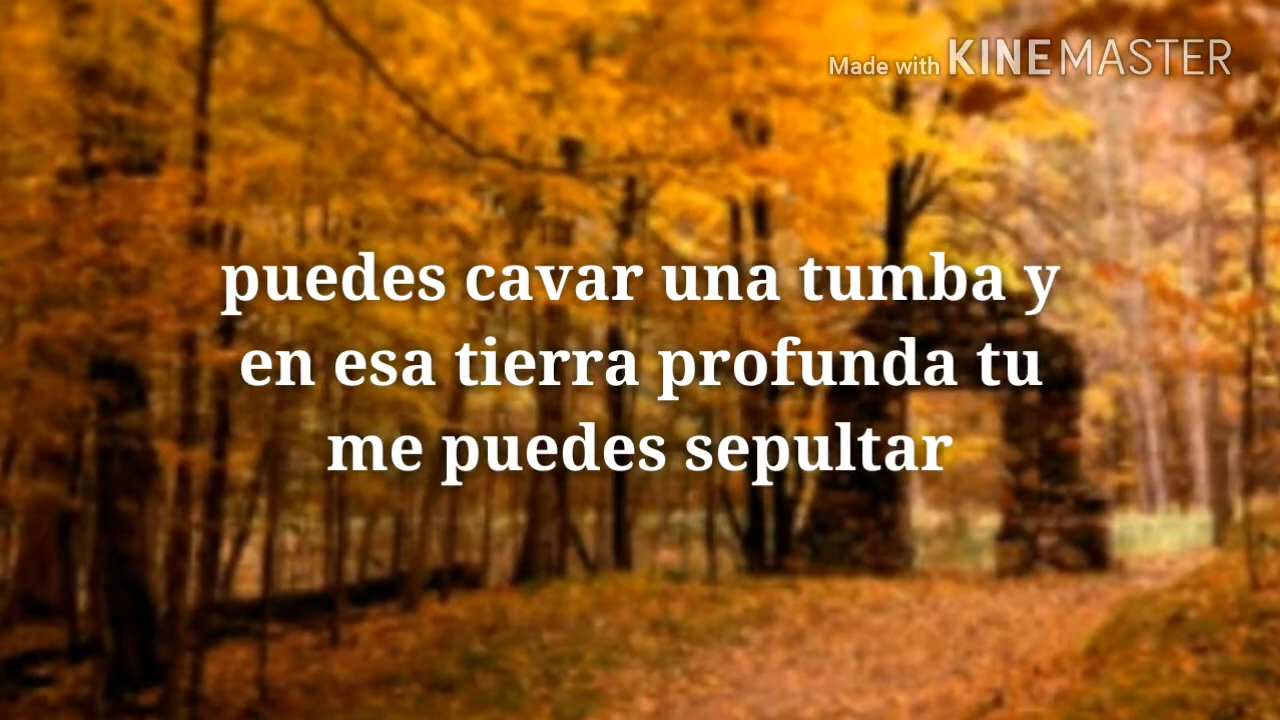 Made with KINEMASTER
puedes cavar una tumba y
en esa tierra profunda tu
me puedes sepultar